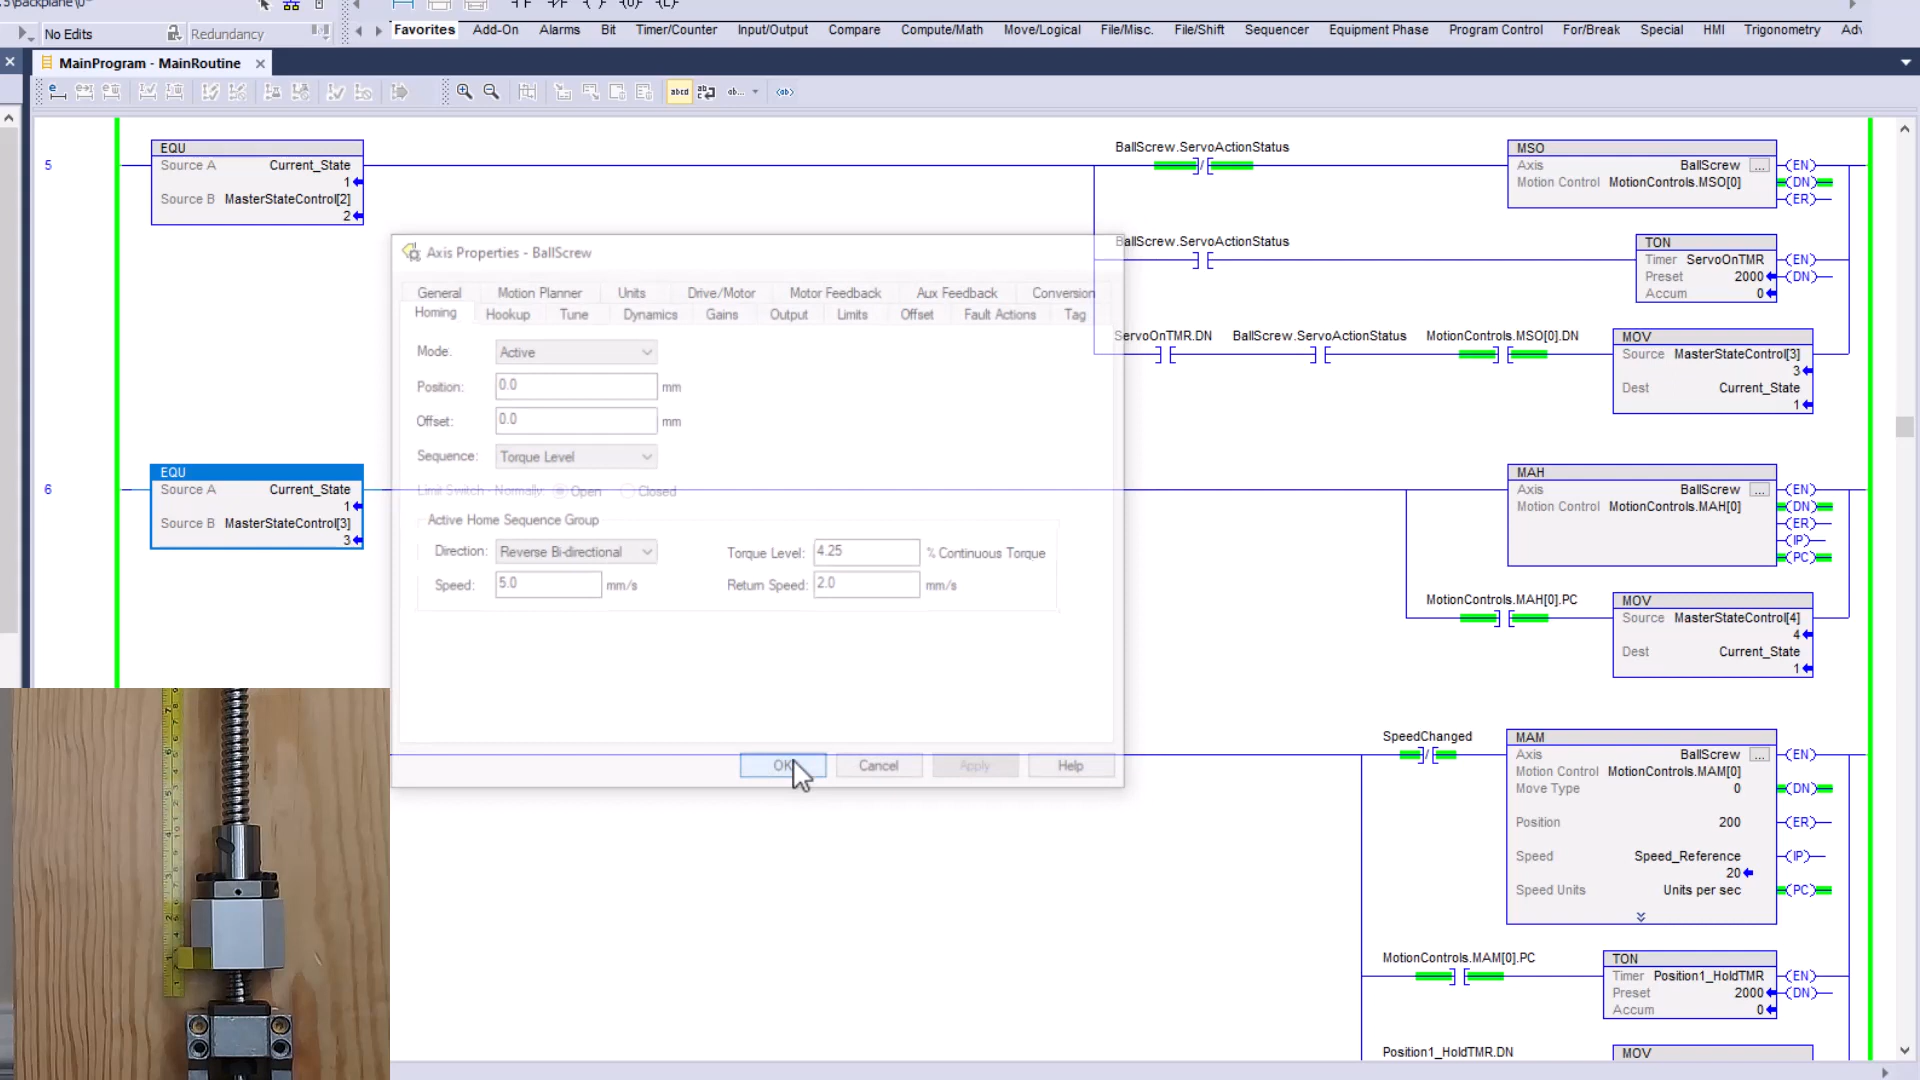 5\Backplane\0*
No Edits
Redundancy
Favorites Add-On Alarms Bit Timer/Counter Input/Output Compare Compute/Math Move/Logical File/Misc. File/Shift Sequencer Equipment Phase Program Control For/Break Special HMI Trigonometry Adv
MainProgram - MainRoutine
abcd
ab...
5
EQU
Source A Current_State
1
Source B MasterStateControl[2]
2
BallScrew.ServoActionStatus
MSO
Axis BallScrew ...
Motion Control MotionControls.MSO[0]
EN
DN
ER
BallScrew.ServoActionStatus
TON
Timer ServoOnTMR
Preset 2000
Accum 0
EN
DN
ServoOnTMR.DN
BallScrew.ServoActionStatus
MotionControls.MSO[0].DN
MOV
Source MasterStateControl[3]
3
Dest Current_State
1
Axis Properties - BallScrew
General Motion Planner Units Drive/Motor Motor Feedback Aux Feedback Conversion
Homing Hookup Tune Dynamics Gains Output Limits Offset Fault Actions Tag
Mode: Active
Position: 0.0 mm
Offset: 0.0 mm
Sequence: Torque Level
Limit Switch - Normally: Open Closed
Active Home Sequence Group
Direction: Reverse Bi-directional
Torque Level: 4.25 % Continuous Torque
Speed: 5.0 mm/s
Return Speed: 2.0 mm/s
OK Cancel Apply Help
6
EQU
Source A Current_State
1
Source B MasterStateControl[3]
3
MAH
Axis BallScrew ...
Motion Control MotionControls.MAH[0]
EN
DN
ER
IP
PC
MotionControls.MAH[0].PC
MOV
Source MasterStateControl[4]
4
Dest Current_State
1
SpeedChanged
MAM
Axis BallScrew ...
Motion Control MotionControls.MAM[0]
Move Type 0
Position 200
Speed Speed_Reference
20
Speed Units Units per sec
EN
DN
ER
IP
PC
MotionControls.MAM[0].PC
TON
Timer Position1_HoldTMR
Preset 2000
Accum 0
EN
DN
Position1_HoldTMR.DN
MOV